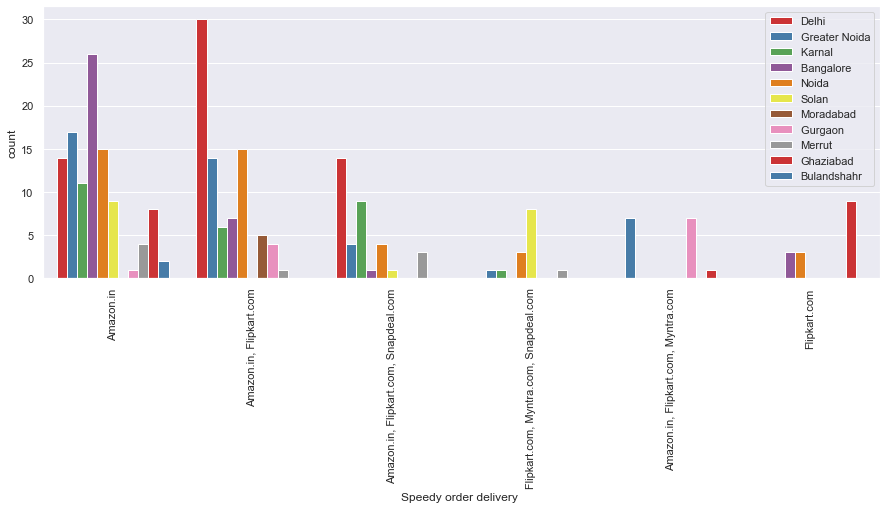 30
25
20
15
10
5
0
count
Delhi
Greater Noida
Karnal
Bangalore
Noida
Solan
Moradabad
Gurgaon
Merrut
Ghaziabad
Bulandshahr
Amazon.in
Amazon.in, Flipkart.com
Amazon.in, Flipkart.com, Snapdeal.com
Flipkart.com, Myntra.com, Snapdeal.com
Amazon.in, Flipkart.com, Myntra.com
Flipkart.com
Speedy order delivery